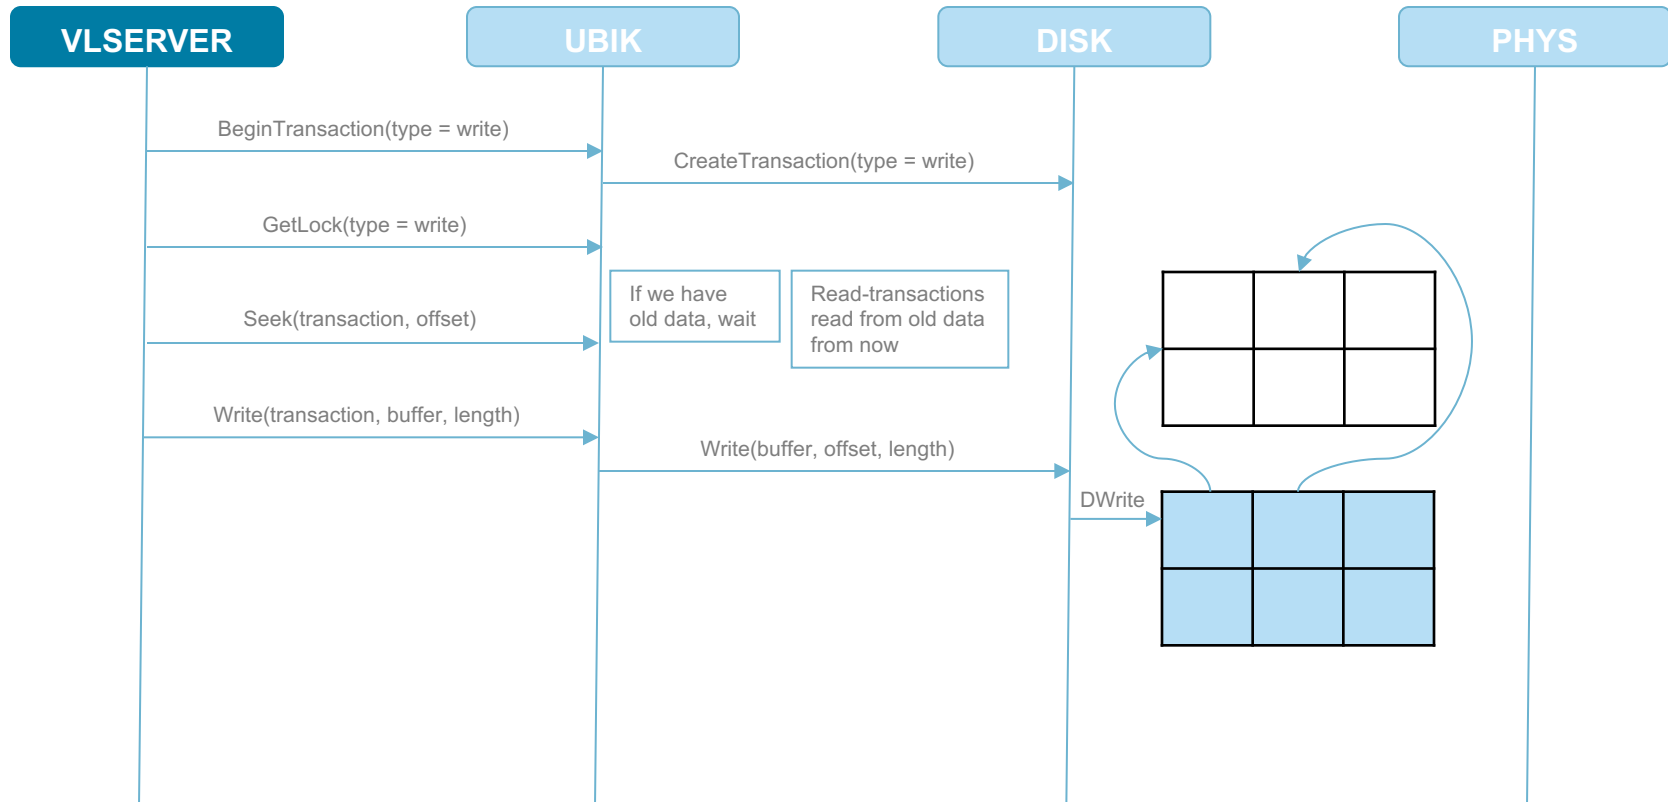 VLSERVER
UBIK
DISK
PHYS
BeginTransaction(type = write)
CreateTransaction(type = write)
GetLock(type = write)
If we have
old data, wait
Read-transactions
read from old data
from now
Seek(transaction, offset)
Write(transaction, buffer, length)
Write(buffer, offset, length)
DWrite